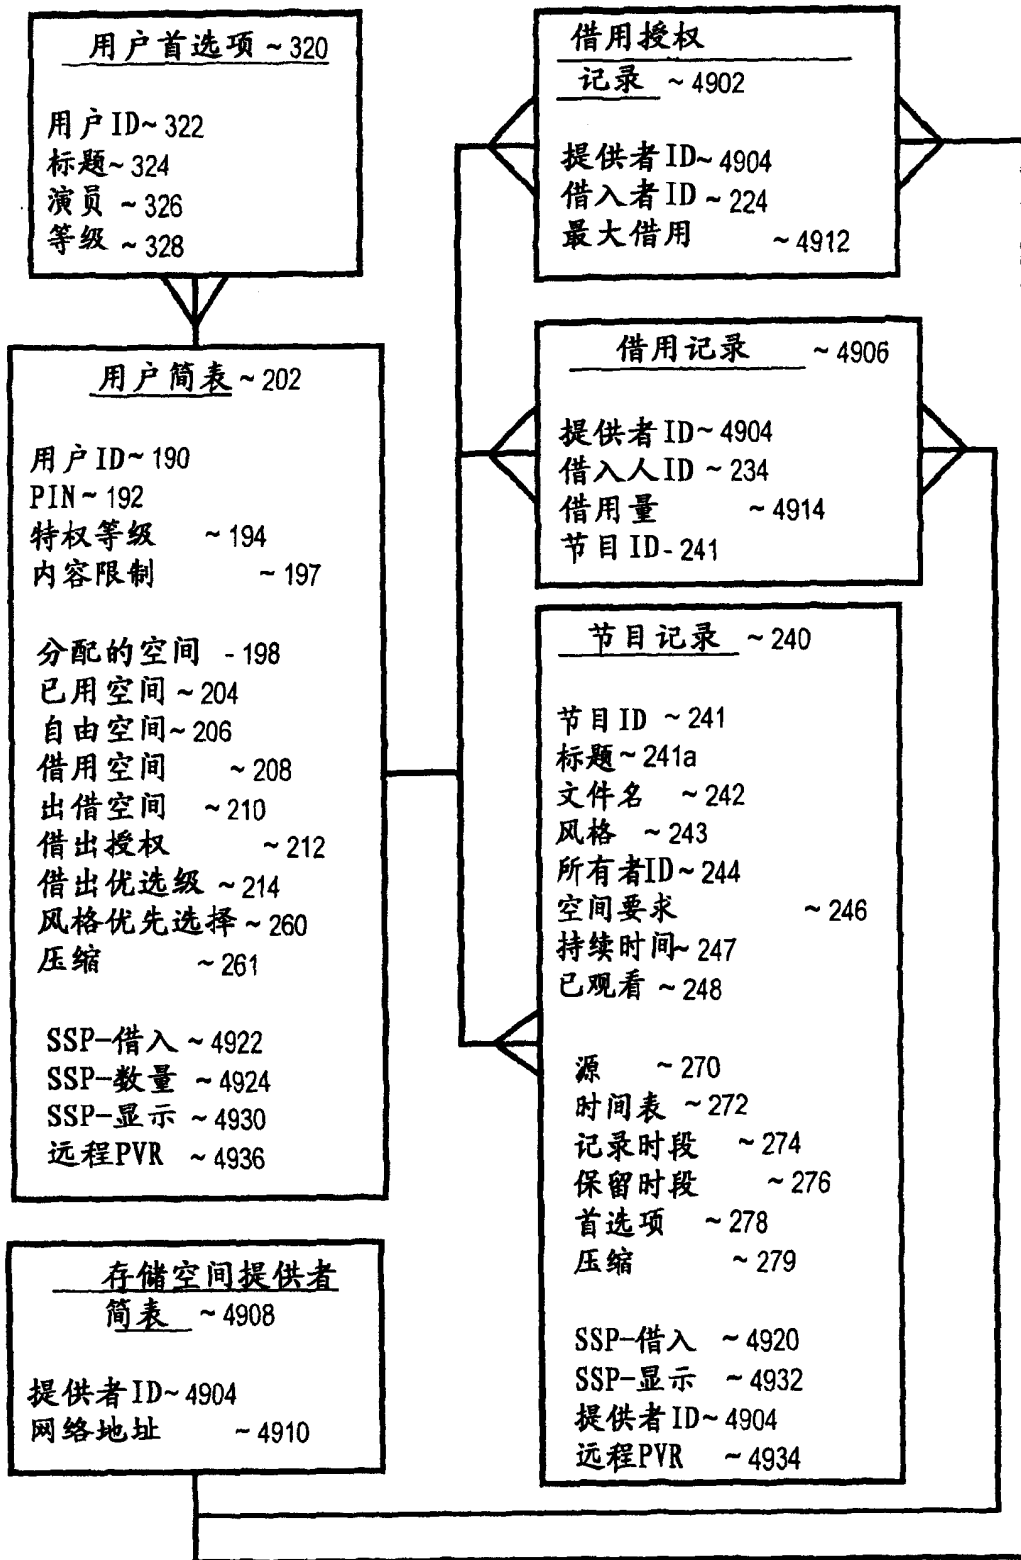 用户首选项 ~ 320
用户ID~ 322
标题~ 324
演员 ~ 326
等级 ~ 328
用户简表 ~ 202
用户ID~ 190
PIN~ 192
特权等级 ~ 194
内容限制 ~ 197
分配的空间 - 198
已用空间 ~ 204
自由空间~ 206
借用空间 ~ 208
出借空间 ~ 210
借出授权 ~ 212
借出优选级 ~ 214
风格优先选择 ~ 260
压缩 ~ 261
SSP-借入 ~ 4922
SSP-数量 ~ 4924
SSP-显示 ~ 4930
远程PVR ~ 4936
存储空间提供者
简表 ~ 4908
提供者ID~ 4904
网络地址 ~ 4910
借用授权
记录 ~ 4902
提供者ID~ 4904
借入者ID ~ 224
最大借用 ~ 4912
借用记录 ~ 4906
提供者ID~ 4904
借入人ID ~ 234
借用量 ~ 4914
节目ID- 241
节目记录 ~ 240
节目ID ~ 241
标题~ 241a
文件名 ~ 242
风格 ~ 243
所有者ID~ 244
空间要求 ~ 246
持续时间~ 247
已观看 ~ 248
源 ~ 270
时间表 ~ 272
记录时段 ~ 274
保留时段 ~ 276
首选项 ~ 278
压缩 ~ 279
SSP-借入 ~ 4920
SSP-显示 ~ 4932
提供者ID~ 4904
远程PVR ~ 4934